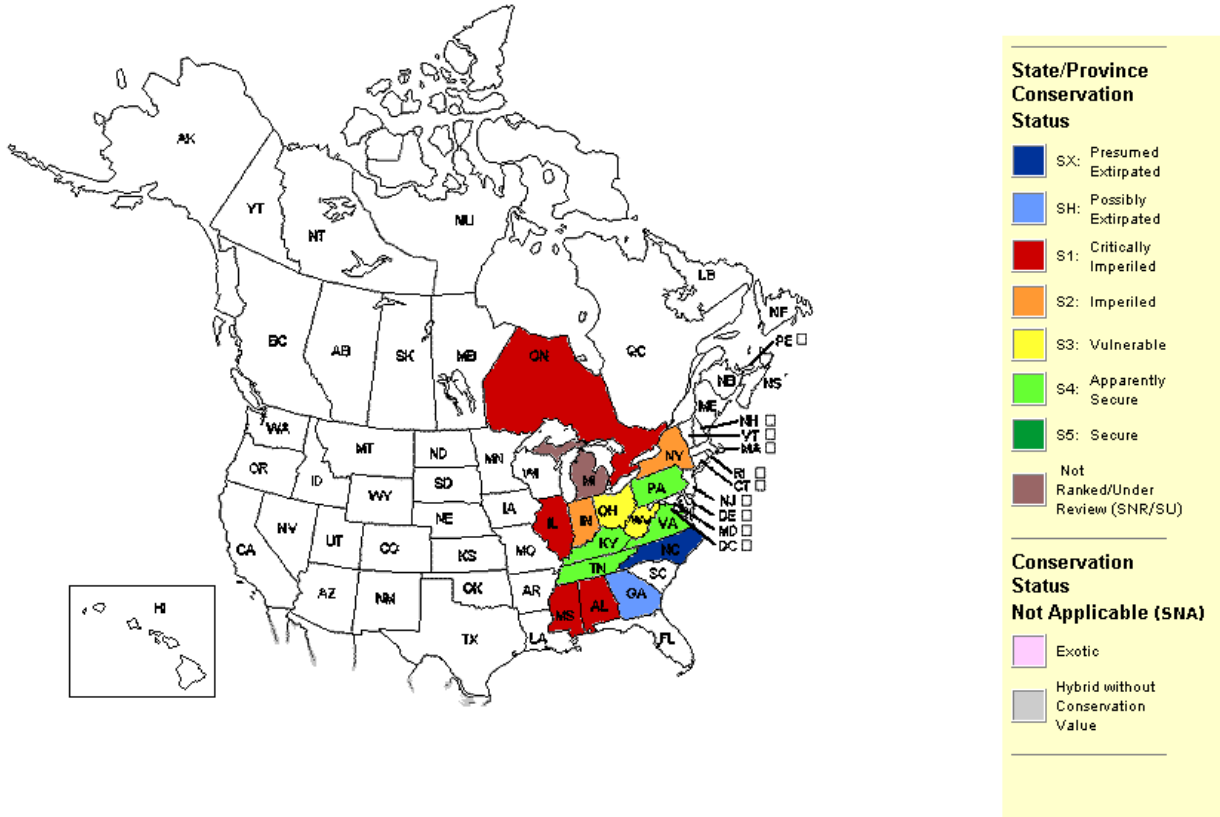 AK
YT
NT
NU
BC
AB
SK
MB
ON
QC
LB
NF
PE
NB
NS
ME
NH
VT
MA
RI
CT
NJ
DE
MD
DC
WA
OR
ID
MT
ND
SD
WY
NE
MN
WI
IA
MI
NY
PA
OH
IN
IL
WV
VA
KY
NC
TN
SC
NV
UT
CO
KS
MO
CA
AZ
NM
OK
AR
MS
AL
GA
TX
LA
FL
HI
State/Province
Conservation
Status
SX: Presumed
Extirpated
SH: Possibly
Extirpated
S1: Critically
Imperiled
S2: Imperiled
S3: Vulnerable
S4: Apparently
Secure
S5: Secure
Not
Ranked/Under
Review (SNR/SU)
Conservation
Status
Not Applicable (SNA)
Exotic
Hybrid without
Conservation
Value